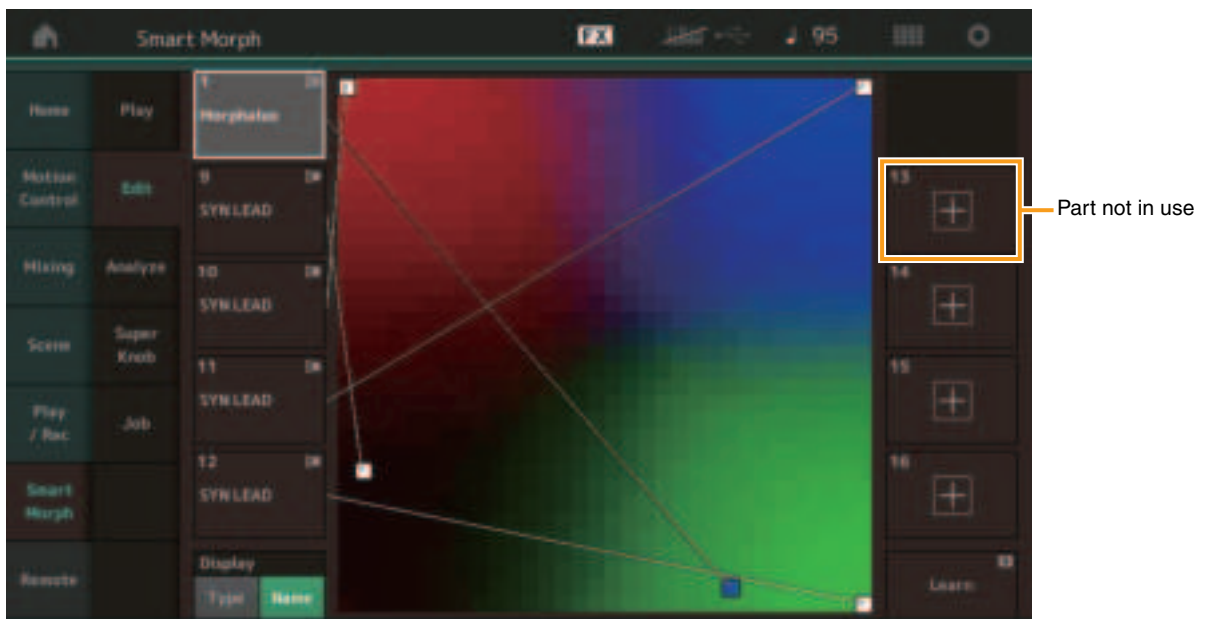 Smart Morph
FX
95
Home
Play
Motion
Control
Edit
Mixing
Analyze
Scene
Super
Knob
Play
/ Rec
Job
Smart
Morph
Remote
1
Morphalus
9
SYN LEAD
10
SYN LEAD
11
SYN LEAD
12
SYN LEAD
Display
Type
Name
13
14
15
16
Learn
Part not in use